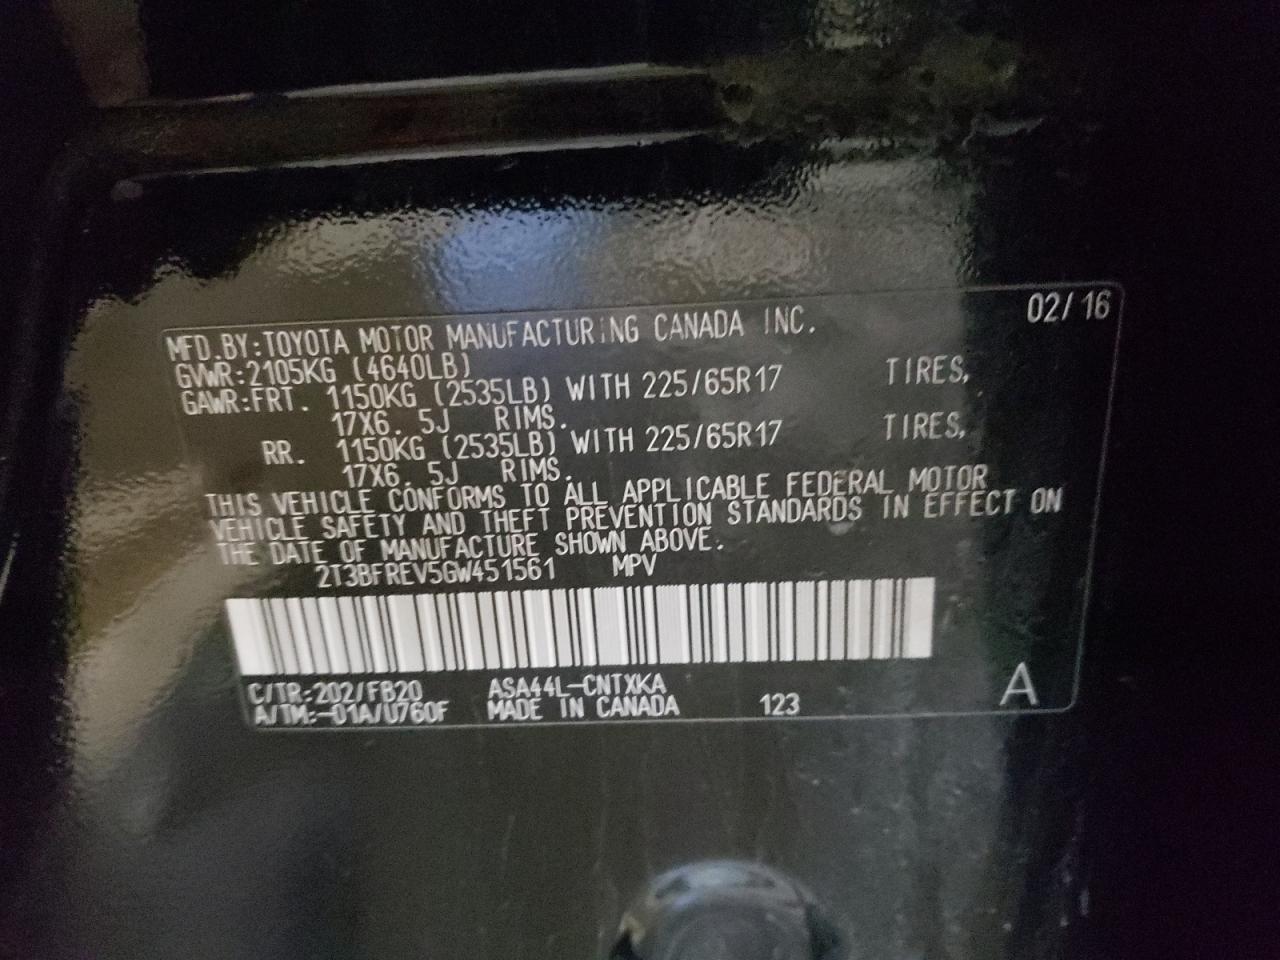 02/16
MFD.BY:TOYOTA MOTOR MANUFACTURING CANADA INC.
GVWR:2105KG (4640LB)
GAWR:FRT. 1150KG (2535LB) WITH 225/65R17 TIRES,
17X6.5J RIMS.
RR. 1150KG (2535LB) WITH 225/65R17 TIRES,
17X6.5J RIMS.
THIS VEHICLE CONFORMS TO ALL APPLICABLE FEDERAL MOTOR
VEHICLE SAFETY AND THEFT PREVENTION STANDARDS IN EFFECT ON
THE DATE OF MANUFACTURE SHOWN ABOVE.
2T3BFREV5GW451561 MPV
C/TR:202/FB20 ASA44L-CNTXKA
A/TM:-01A/U760F MADE IN CANADA 123 A